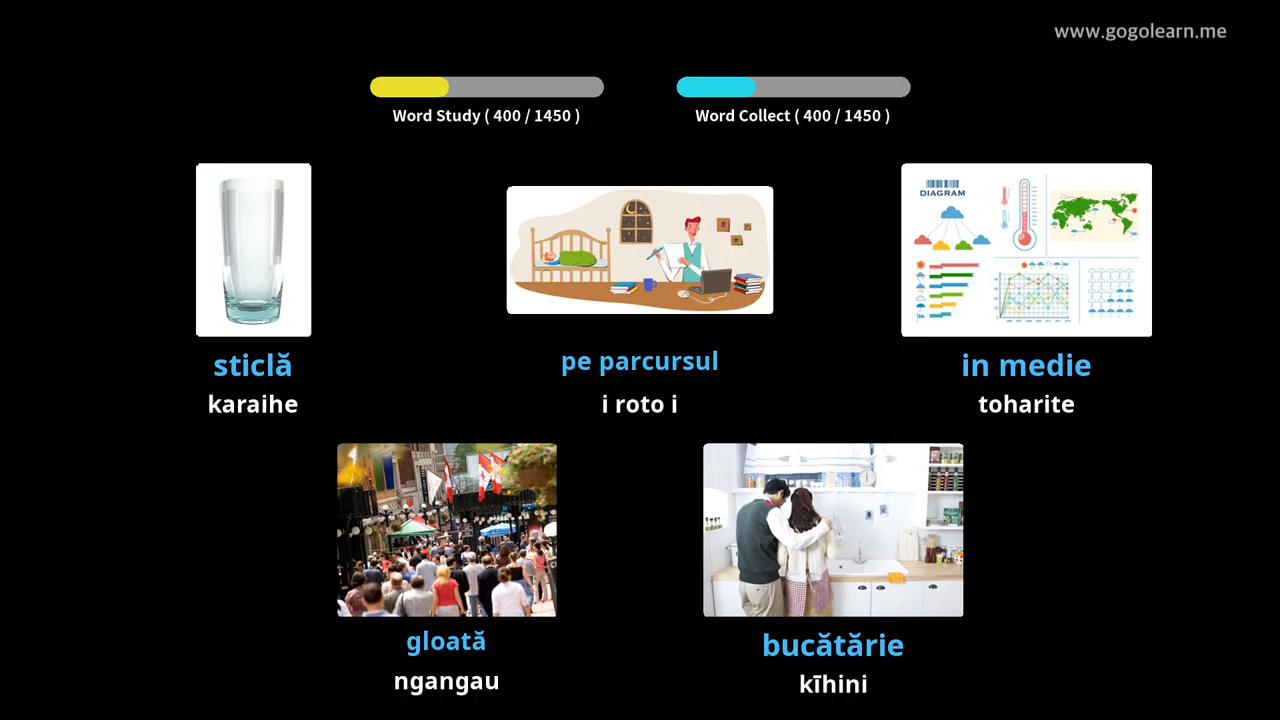 www.gogolearn.me
Word Study ( 400 / 1450 )
Word Collect ( 400 / 1450 )
DIAGRAM
sticlă
karaihe
pe parcursul
i roto i
in medie
toharite
gloată
ngangau
bucătărie
kīhini